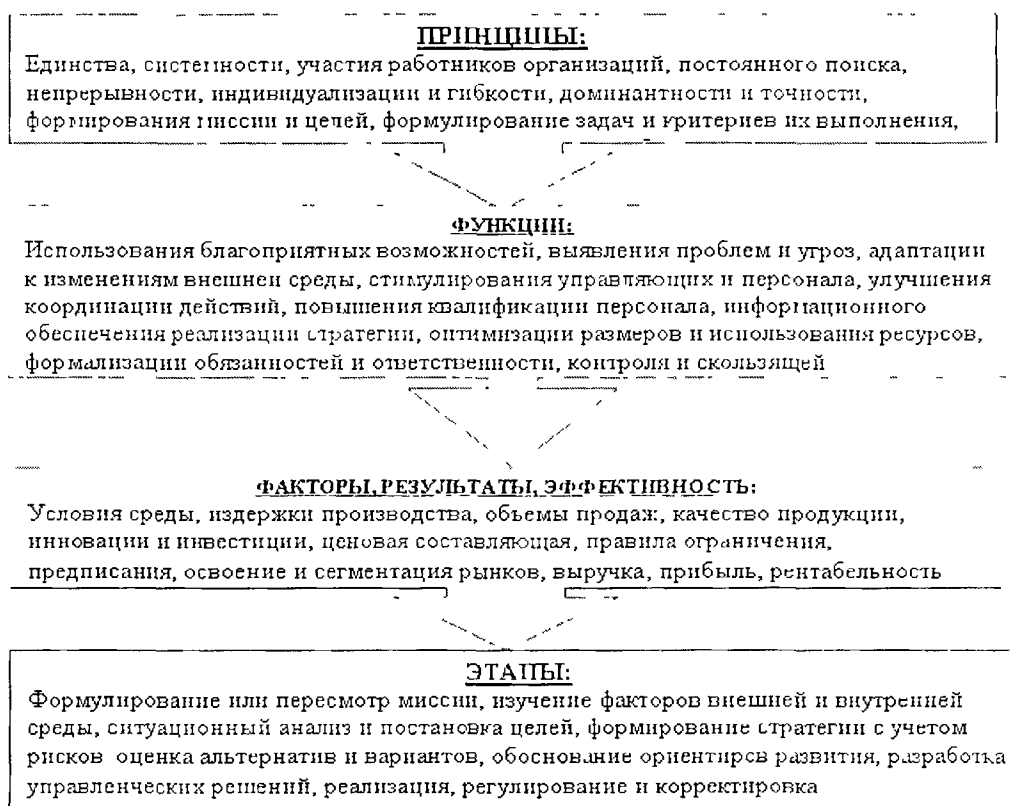 ПРИНЦИПЫ:
Единства, системности, участия работников организаций, постоянного поиска,
непрерывности, индивидуализации и гибкости, доминантности и точности,
формирования миссии и целей, формулирование задач и критериев их выполнения,
ФУНКЦИИ:
Использования благоприятных возможностей, выявления проблем и угроз, адаптации
к изменениям внешней среды, стимулирования управляющих и персонала, улучшения
координации действий, повышения квалификации персонала, информационного
обеспечения реализации стратегии, оптимизации размеров и использования ресурсов,
формализации обязанностей и ответственности, контроля и скользящей
ФАКТОРЫ, РЕЗУЛЬТАТЫ, ЭФФЕКТИВНОСТЬ:
Условия среды, издержки производства, объемы продаж, качество продукции,
инновации и инвестиции, ценовая составляющая, правила ограничения,
предписания, освоение и сегментация рынков, выручка, прибыль, рентабельность
ЭТАПЫ:
Формулирование или пересмотр миссии, изучение факторов внешней и внутренней
среды, ситуационный анализ и постановка целей, формирование стратегии с учетом
рисков оценка альтернатив и вариантов, обоснование ориентиров развития, разработка
управленческих решений, реализация, регулирование и корректировка